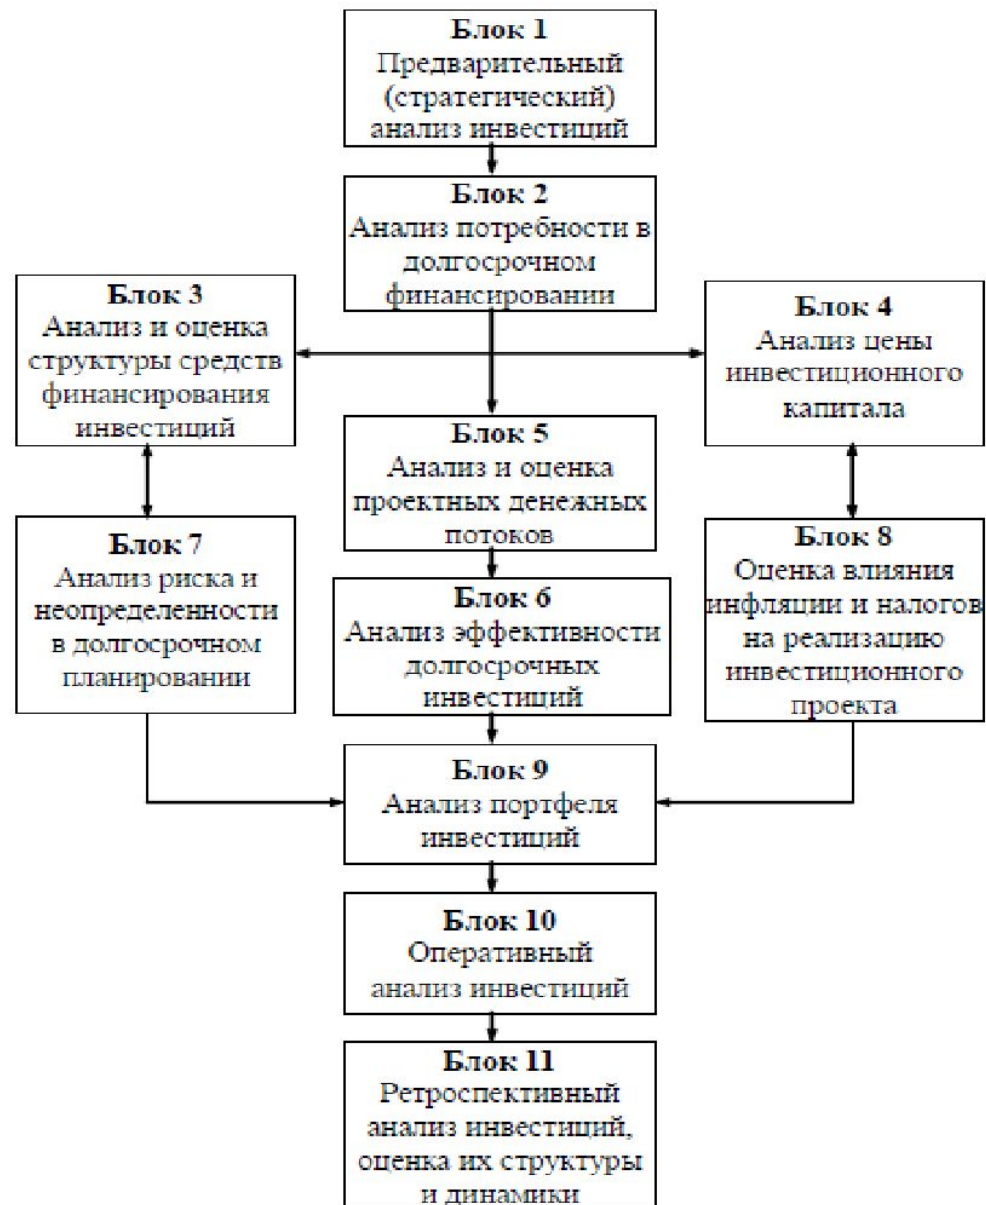 Блок 1
Предварительный
(стратегический)
анализ инвестиций
Блок 2
Анализ потребности в
долгосрочном
финансировании
Блок 3
Анализ и оценка
структуры средств
финансирования
инвестиций
Блок 4
Анализ цены
инвестиционного
капитала
Блок 5
Анализ и оценка
проектных денежных
потоков
Блок 7
Анализ риска и
неопределенности
в долгосрочном
планировании
Блок 6
Анализ эффективности
долгосрочных
инвестиций
Блок 8
Оценка влияния
инфляции и налогов
на реализацию
инвестиционного
проекта
Блок 9
Анализ портфеля
инвестиций
Блок 10
Оперативный
анализ инвестиций
Блок 11
Ретроспективный
анализ инвестиций,
оценка их структуры
и динамики